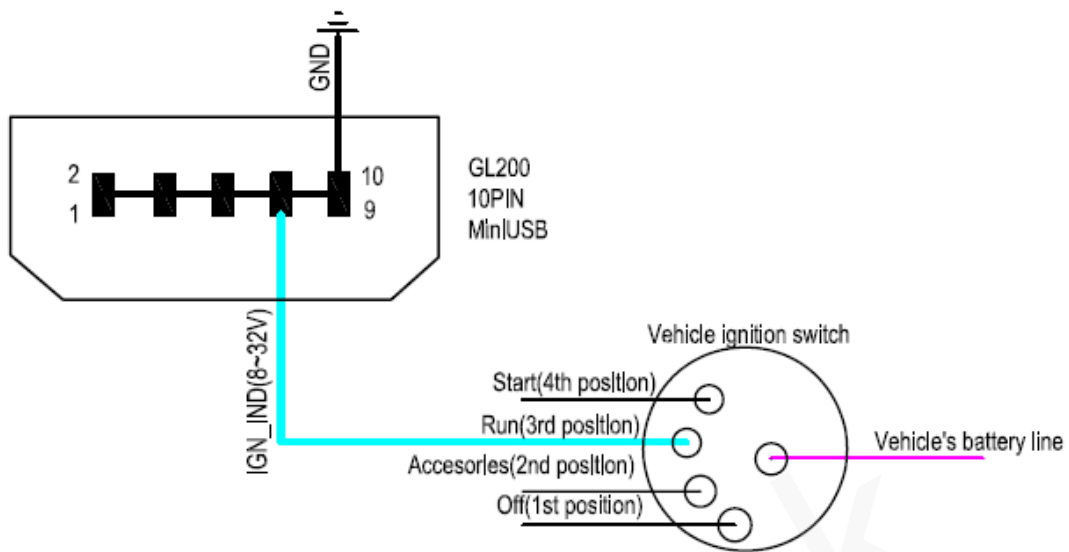 GND
2
10
1
9
GL200
10PIN
MiniUSB
IGN_IND(8~32V)
Vehicle ignition switch
Start(4th position)
Run(3rd position)
Accesories(2nd position)
Off(1st position)
Vehicle's battery line